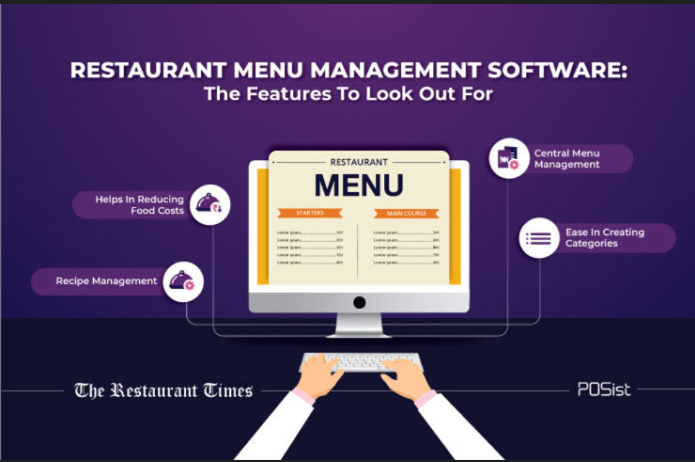 RESTAURANT MENU MANAGEMENT SOFTWARE:
The Features To Look Out For
RESTAURANT
MENU
STARTERS
MAIN COURSE
Helps In Reducing
Food Costs
Recipe Management
Central Menu
Management
Ease In Creating
Categories
The Restaurant Times
POSist